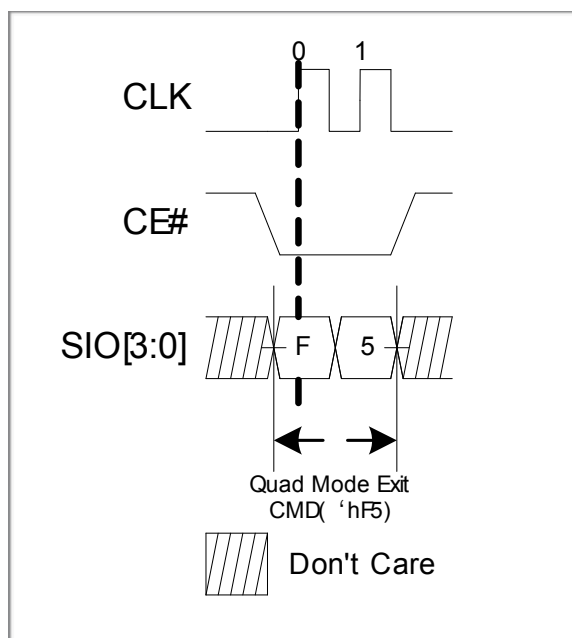 0 1
CLK
CE#
SIO[3:0] F 5
Quad Mode Exit
CMD( ‘hF5)
Don't Care